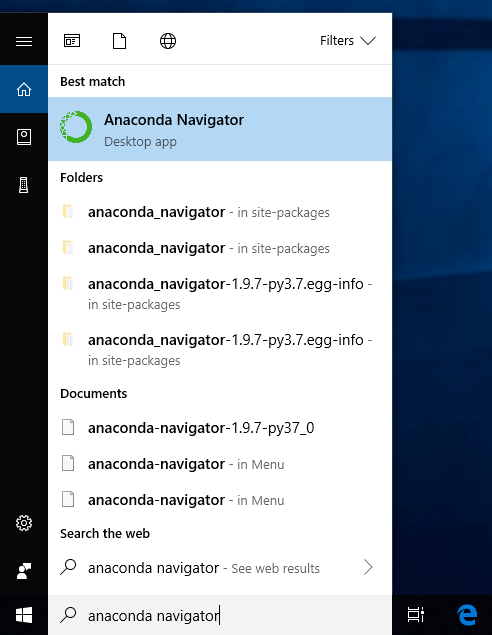 Filters
Best match
Anaconda Navigator
Desktop app
Folders
anaconda_navigator - in site-packages
anaconda_navigator - in site-packages
anaconda_navigator-1.9.7-py3.7.egg-info -
in site-packages
anaconda_navigator-1.9.7-py3.7.egg-info -
in site-packages
Documents
anaconda-navigator-1.9.7-py37_0
anaconda-navigator - in Menu
anaconda-navigator - in Menu
Search the web
anaconda navigator - See web results
anaconda navigator